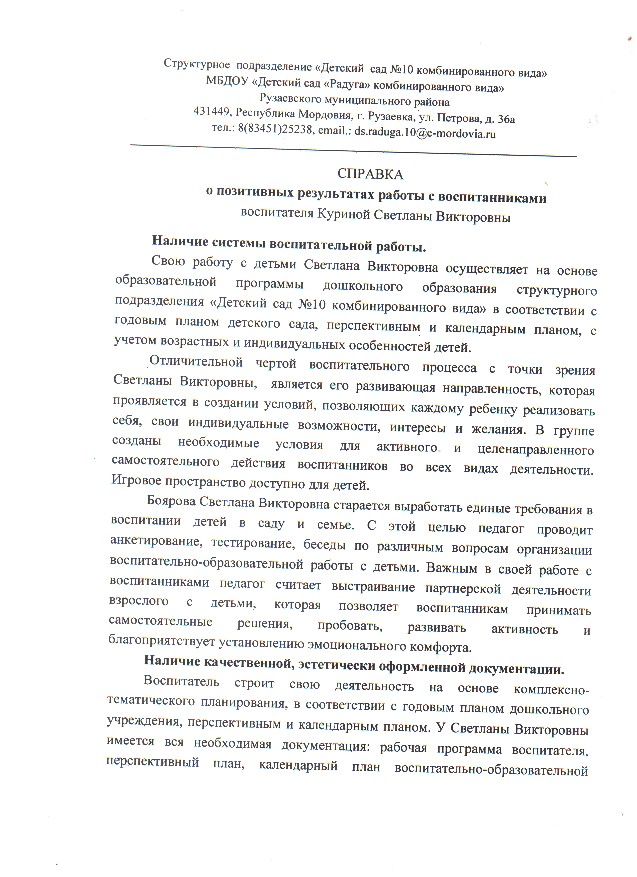 Структурное подразделение «Детский сад №10 комбинированного вида»
МБДОУ «Детский сад «Радуга» комбинированного вида»
Рузаевского муниципального района
431449, Республика Мордовия, г. Рузаевка, ул. Петрова, д. 36а
тел.: 8(83451)25238, email.: ds.raduga.10@e-mordovia.ru
СПРАВКА
о позитивных результатах работы с воспитанниками
воспитателя Куриной Светланы Викторовны
Наличие системы воспитательной работы.
Свою работу с детьми Светлана Викторовна осуществляет на основе
образовательной программы дошкольного образования структурного
подразделения «Детский сад №10 комбинированного вида» в соответствии с
годовым планом детского сада, перспективным и календарным планом, с
учетом возрастных и индивидуальных особенностей детей.
Отличительной чертой воспитательного процесса с точки зрения
Светланы Викторовны, является его развивающая направленность, которая
проявляется в создании условий, позволяющих каждому ребенку реализовать
себя, свои индивидуальные возможности, интересы и желания. В группе
созданы необходимые условия для активного и целенаправленного
самостоятельного действия воспитанников во всех видах деятельности.
Игровое пространство доступно для детей.
Боярова Светлана Викторовна старается выработать единые требования в
воспитании детей в саду и семье. С этой целью педагог проводит
анкетирование, тестирование, беседы по различным вопросам организации
воспитательно-образовательной работы с детьми. Важным в своей работе с
воспитанниками педагог считает выстраивание партнерской деятельности
взрослого с детьми, которая позволяет воспитанникам принимать
самостоятельные решения, пробовать, развивать активность и
благоприятствует установлению эмоционального комфорта.
Наличие качественной, эстетически оформленной документации.
Воспитатель строит свою деятельность на основе комплексно-
тематического планирования, в соответствии с годовым планом дошкольного
учреждения, перспективным и календарным планом. У Светланы Викторовны
имеется вся необходимая документация: рабочая программа воспитателя,
перспективный план, календарный план воспитательно-образовательной